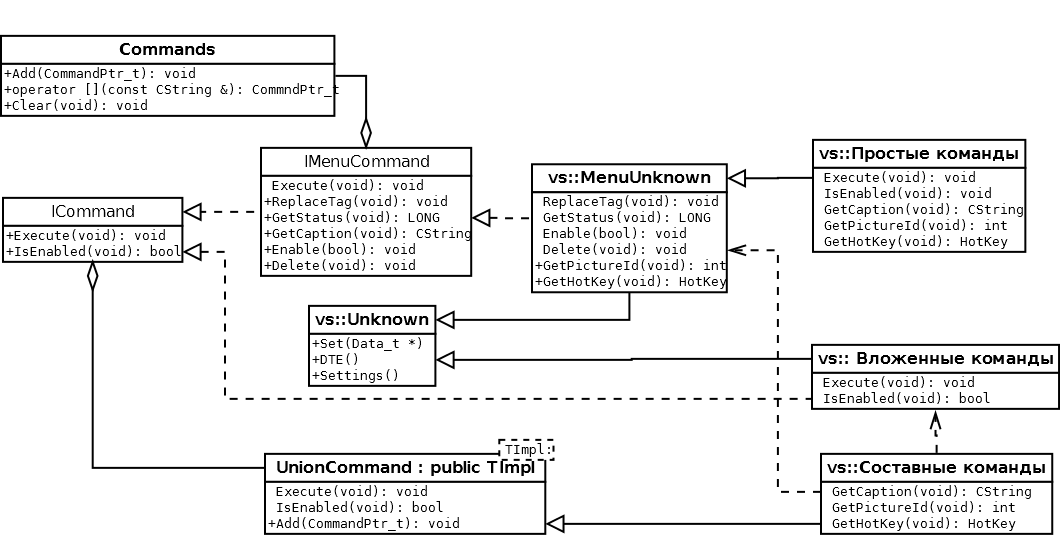 Commands
+Add(CommandPtr_t): void
+operator [](const CString &): CommndPtr_t
+Clear(void): void
IMenuCommand
Execute(void): void
+ReplaceTag(void): void
+GetStatus(void): LONG
+GetCaption(void): CString
+Enable(bool): void
+Delete(void): void
ICommand
+Execute(void): void
+IsEnabled(void): bool
vs::MenuUnknown
ReplaceTag(void): void
GetStatus(void): LONG
Enable(bool): void
Delete(void): void
+GetPictureId(void): int
+GetHotKey(void): HotKey
vs::Простые команды
Execute(void): void
IsEnabled(void): void
GetCaption(void): CString
GetPictureId(void): int
GetHotKey(void): HotKey
vs::Unknown
+Set(Data_t *)
+DTE()
+Settings()
vs:: Вложенные команды
Execute(void): void
IsEnabled(void): bool
TImpl:
UnionCommand : public TImpl
Execute(void): void
IsEnabled(void): bool
+Add(CommandPtr_t): void
vs::Составные команды
GetCaption(void): CString
GetPictureId(void): int
GetHotKey(void): HotKey